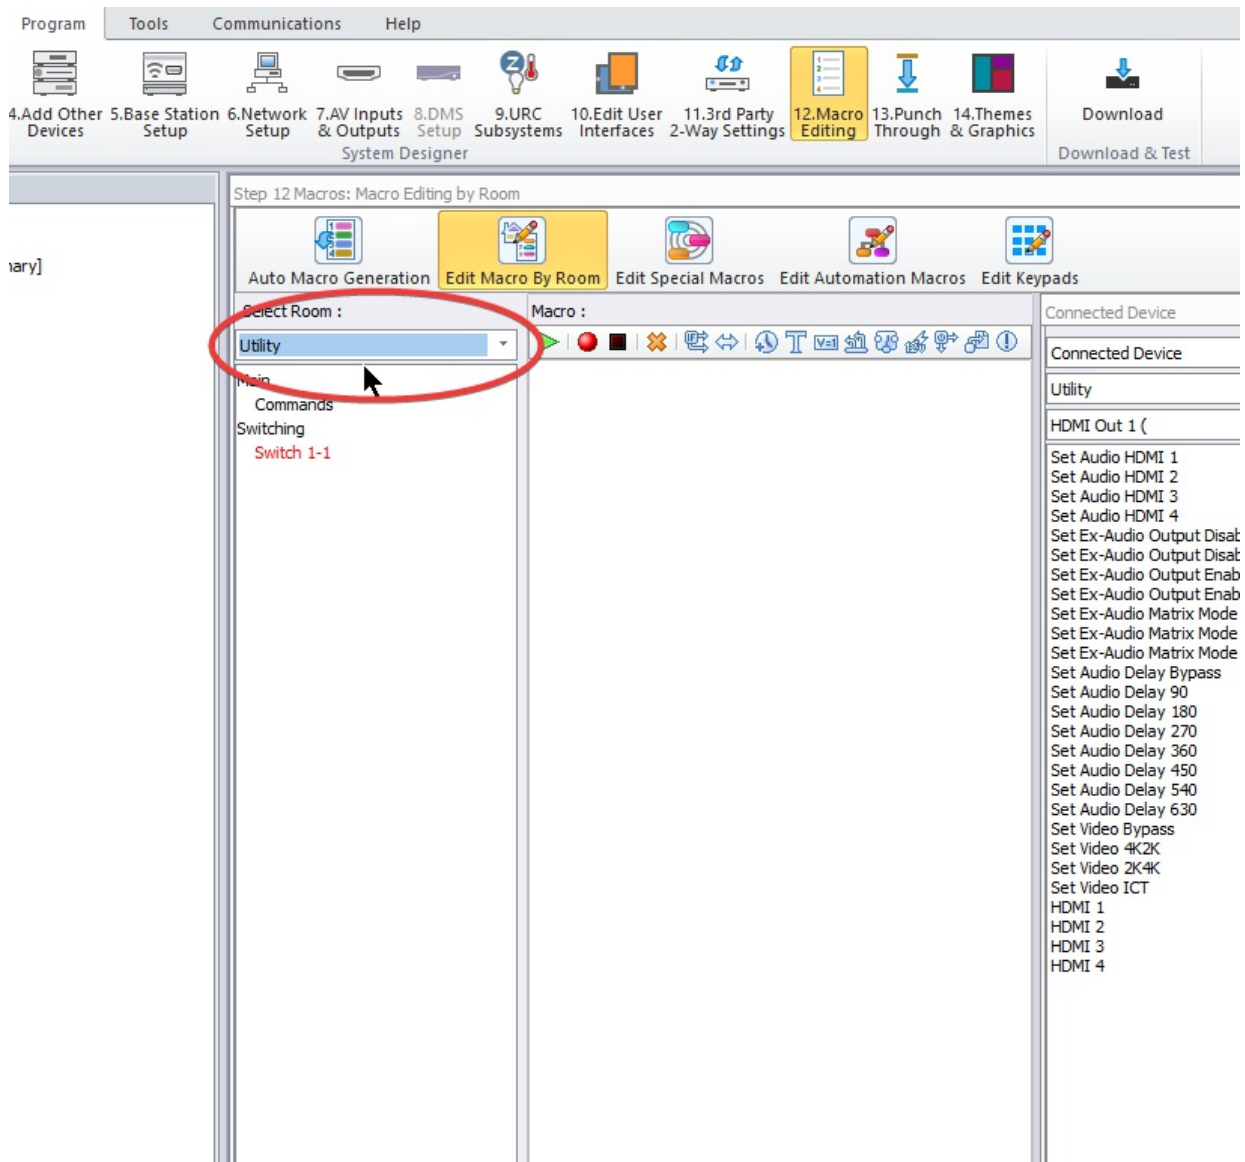 Program Tools Communications Help
4.Add Other Devices
5.Base Station Setup
6.Network Setup
7.AV Inputs & Outputs
8.DMS Setup
9.URC Subsystems
10.Edit User Interfaces
11.3rd Party 2-Way Settings
12.Macro Editing
13.Punch Through
14.Themes & Graphics
Download
System Designer
Download & Test
Step 12 Macros: Macro Editing by Room
nary]
Auto Macro Generation
Edit Macro By Room
Edit Special Macros
Edit Automation Macros
Edit Keypads
Select Room :
Utility
Main
Commands
Switching
Switch 1-1
Macro :
Connected Device
Connected Device
Utility
HDMI Out 1 (
Set Audio HDMI 1
Set Audio HDMI 2
Set Audio HDMI 3
Set Audio HDMI 4
Set Ex-Audio Output Disab
Set Ex-Audio Output Disab
Set Ex-Audio Output Enab
Set Ex-Audio Output Enab
Set Ex-Audio Matrix Mode
Set Ex-Audio Matrix Mode
Set Ex-Audio Matrix Mode
Set Audio Delay Bypass
Set Audio Delay 90
Set Audio Delay 180
Set Audio Delay 270
Set Audio Delay 360
Set Audio Delay 450
Set Audio Delay 540
Set Audio Delay 630
Set Video Bypass
Set Video 4K2K
Set Video 2K4K
Set Video ICT
HDMI 1
HDMI 2
HDMI 3
HDMI 4